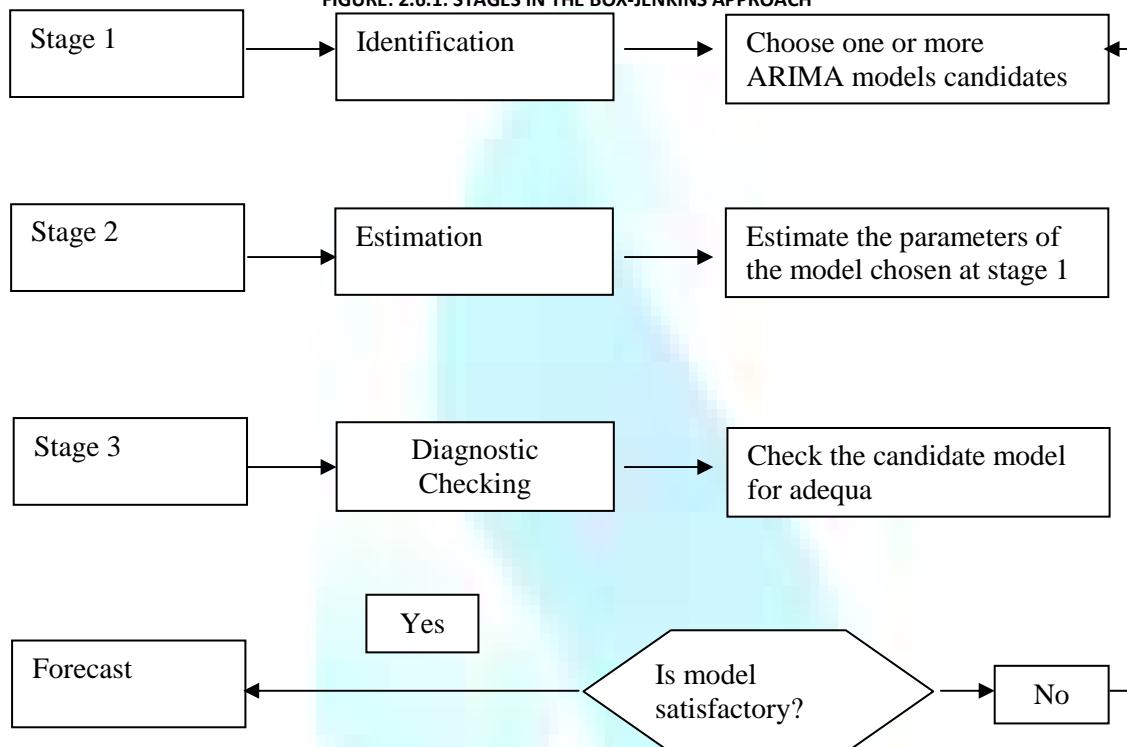 FIGURE: 2.6.1: STAGES IN THE BOX-JENKINS APPROACH
Stage 1
Identification
Choose one or more
ARIMA models candidates
Stage 2
Estimation
Estimate the parameters of
the model chosen at stage 1
Stage 3
Diagnostic
Checking
Check the candidate model
for adequa
Yes
Forecast
Is model
satisfactory?
No